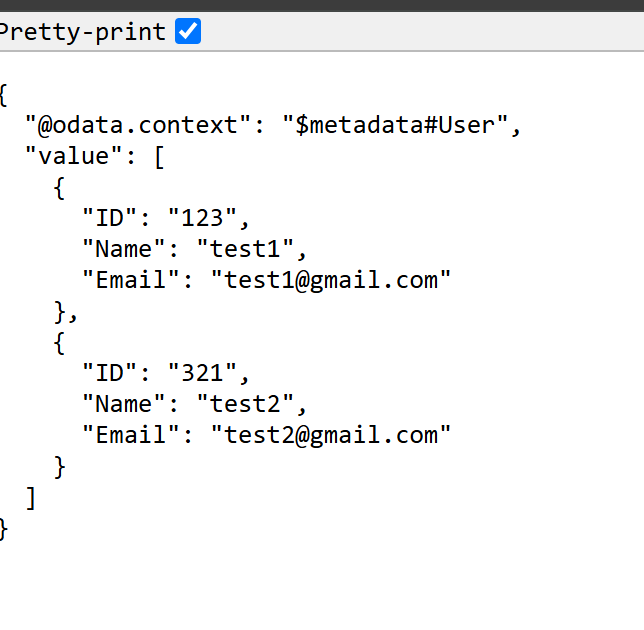 Pretty-print
{
"@odata.context": "$metadata#User",
"value": [
{
"ID": "123",
"Name": "test1",
"Email": "test1@gmail.com"
},
{
"ID": "321",
"Name": "test2",
"Email": "test2@gmail.com"
}
]
}